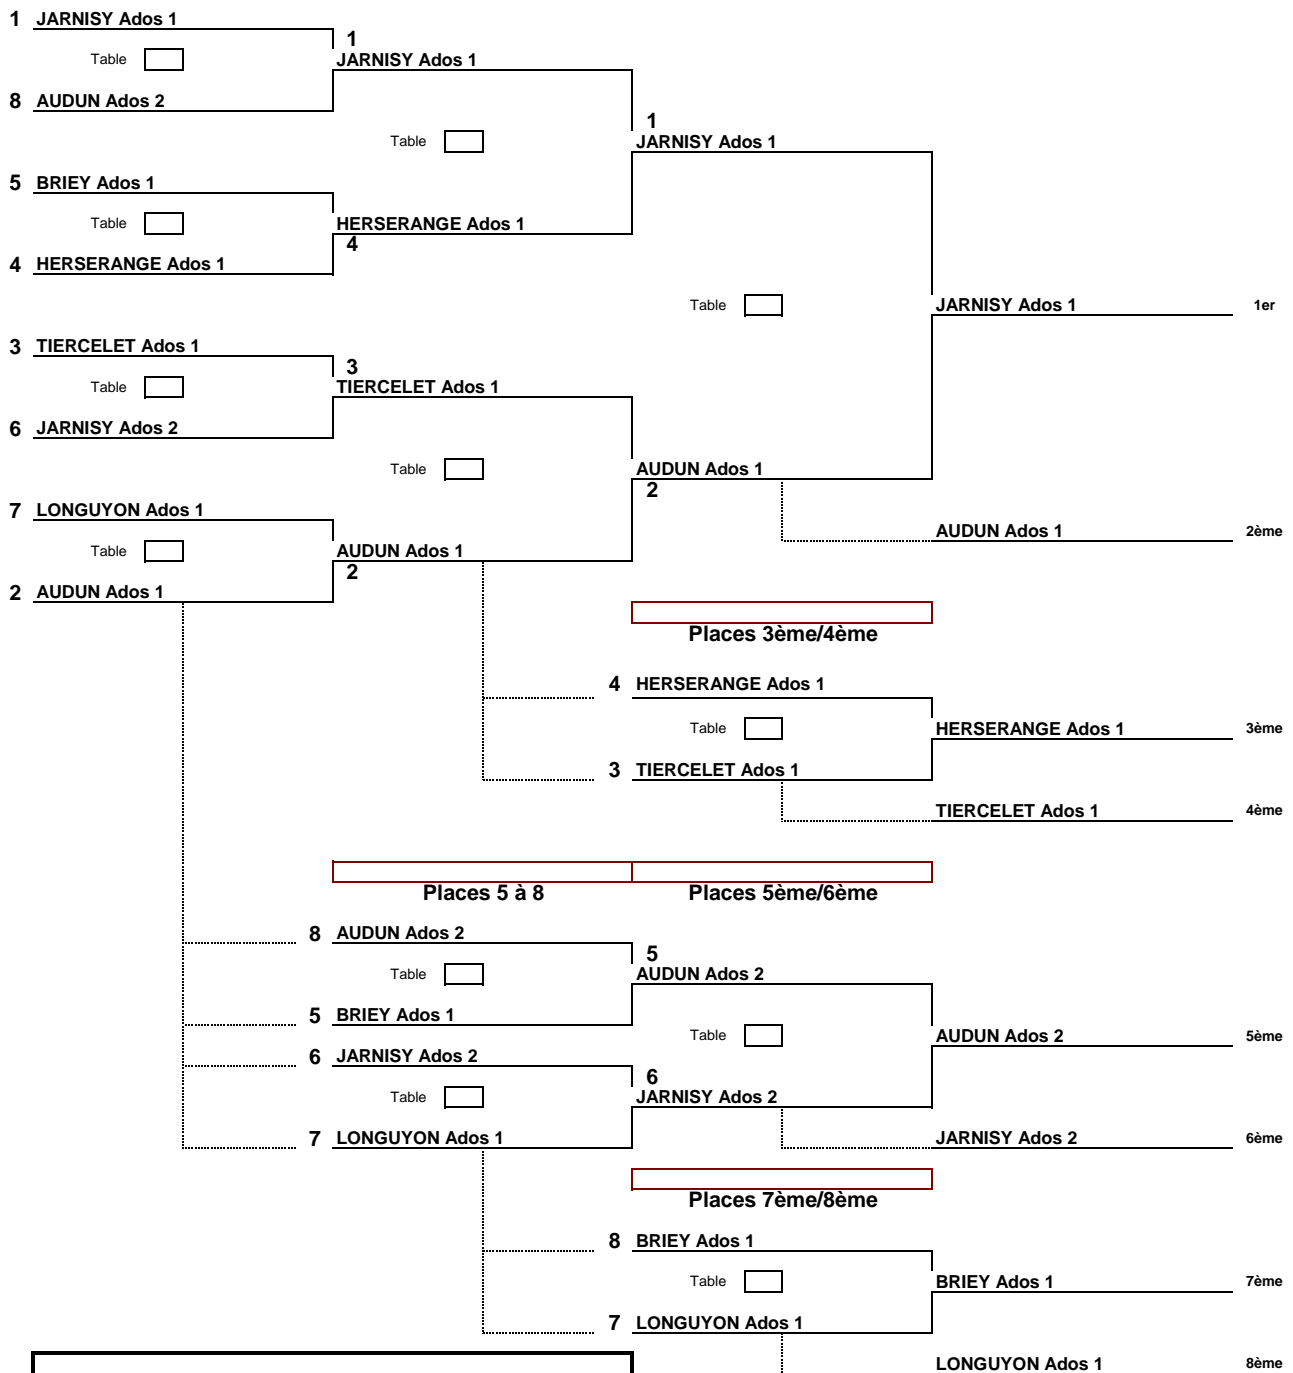 1 JARNISY Ados 1
1
Table
JARNISY Ados 1
8 AUDUN Ados 2
1
Table
JARNISY Ados 1
5 BRIEY Ados 1
Table
HERSERANGE Ados 1
4
4 HERSERANGE Ados 1
Table
JARNISY Ados 1 1er
3 TIERCELET Ados 1
3
Table
TIERCELET Ados 1
6 JARNISY Ados 2
Table
AUDUN Ados 1
2
7 LONGUYON Ados 1
AUDUN Ados 1 2ème
Table
AUDUN Ados 1
2
2 AUDUN Ados 1
Places 3ème/4ème
4 HERSERANGE Ados 1
Table
HERSERANGE Ados 1 3ème
3 TIERCELET Ados 1
TIERCELET Ados 1 4ème
Places 5 à 8 Places 5ème/6ème
8 AUDUN Ados 2
5
Table
AUDUN Ados 2
5 BRIEY Ados 1
Table
AUDUN Ados 2 5ème
6 JARNISY Ados 2
6
Table
JARNISY Ados 2
7 LONGUYON Ados 1
JARNISY Ados 2 6ème
Places 7ème/8ème
8 BRIEY Ados 1
Table
BRIEY Ados 1 7ème
7 LONGUYON Ados 1
LONGUYON Ados 1 8ème